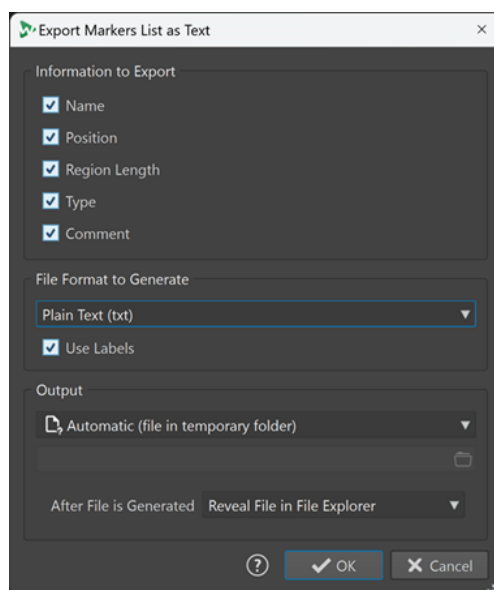 Export Markers List as Text
Information to Export
Name
Position
Region Length
Type
Comment
File Format to Generate
Plain Text (txt)
Use Labels
Output
Automatic (file in temporary folder)
After File is Generated Reveal File in File Explorer
? OK Cancel